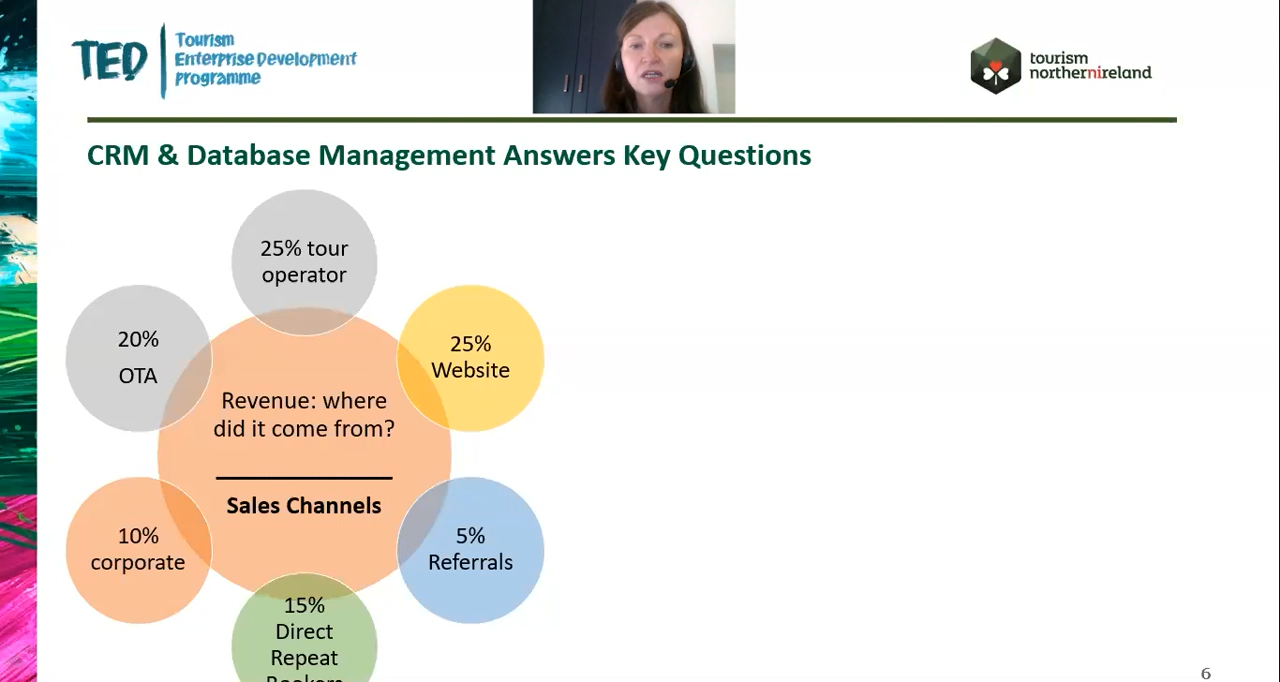 TED
Tourism
Enterprise Development
programme
tourism
northernireland
CRM & Database Management Answers Key Questions
25% tour
operator
20%
OTA
25%
Website
Revenue: where
did it come from?
Sales Channels
10%
corporate
5%
Referrals
15%
Direct
Repeat
6